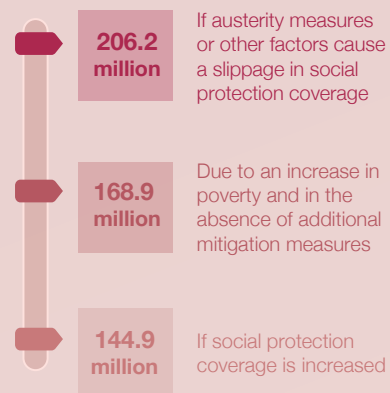 206.2
million
If austerity measures
or other factors cause
a slippage in social
protection coverage
168.9
million
Due to an increase in
poverty and in the
absence of additional
mitigation measures
144.9
million
If social protection
coverage is increased